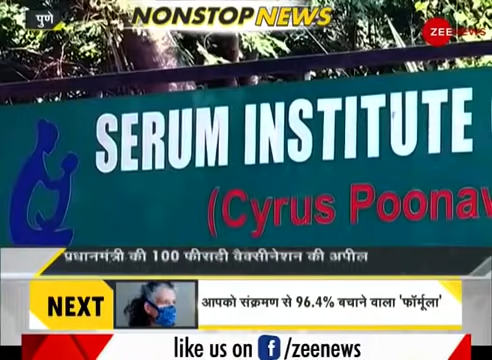 पुणे
NONSTOP NEWS
ZEE NEWS
SERUM INSTITUTE
(Cyrus Poonaw
प्रधानमंत्री की 100 फीसदी वैक्सीनेशन की अपील
NEXT
आपको संक्रमण से 96.4% बचाने वाला 'फॉर्मूला'
like us on f/zeenews